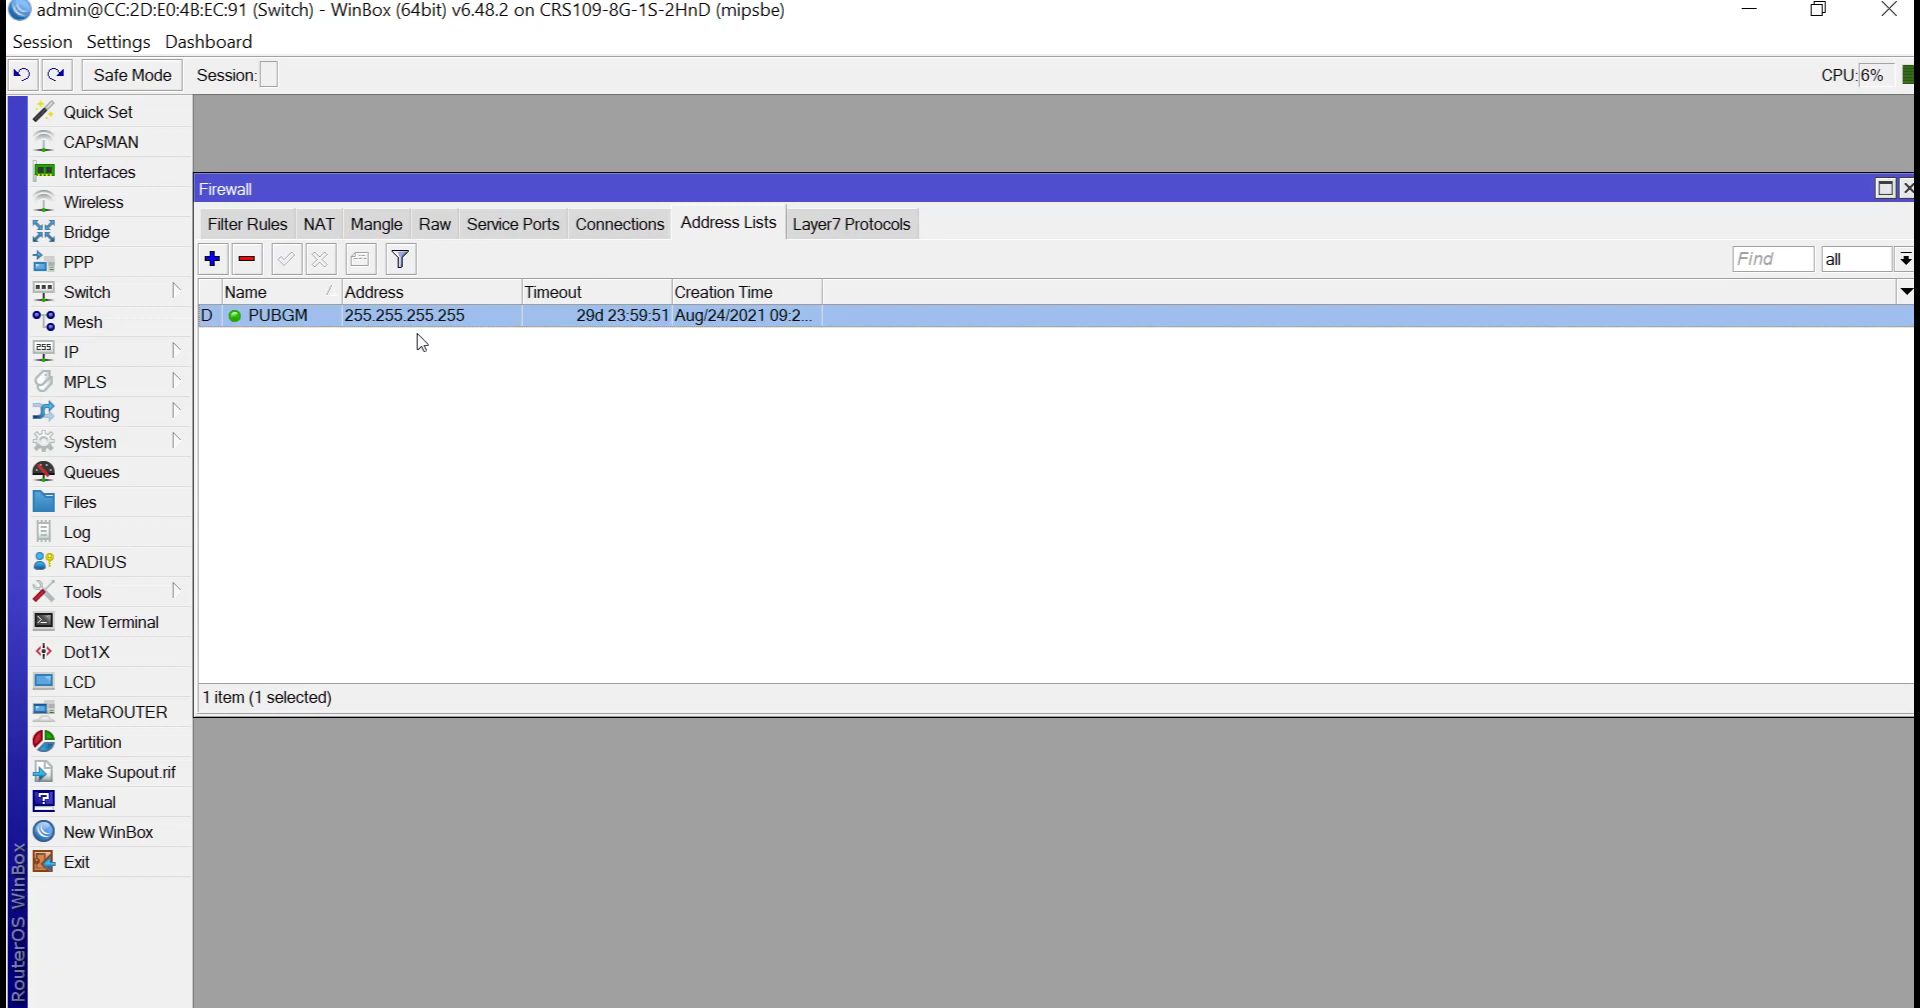 admin@CC:2D:E0:4B:EC:91 (Switch) - WinBox (64bit) v6.48.2 on CRS109-8G-1S-2HnD (mipsbe)
Session Settings Dashboard
Safe Mode Session: CPU: 6%
Quick Set
CAPsMAN
Interfaces
Wireless
Bridge
PPP
Switch
Mesh
255 IP
MPLS
Routing
System
Queues
Files
Log
RADIUS
Tools
New Terminal
Dot1X
LCD
MetaROUTER
Partition
Make Supout.rif
Manual
New WinBox
Exit
RouterOS WinBox
Firewall
Filter Rules NAT Mangle Raw Service Ports Connections Address Lists Layer7 Protocols
Find all
Name Address Timeout Creation Time
D PUBGM 255.255.255.255 29d 23:59:51 Aug/24/2021 09:2...
1 item (1 selected)